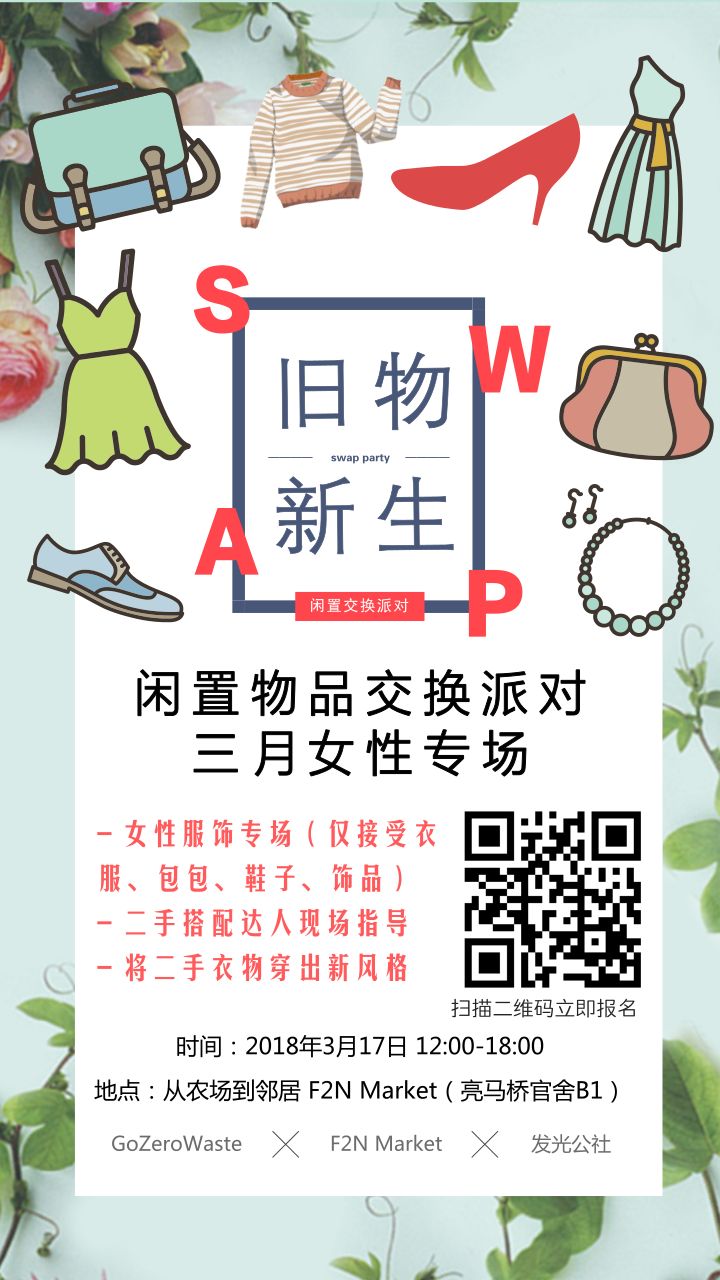 S
W
旧物
swap party
新生
A
P
闲置交换派对
闲置物品交换派对
三月女性专场
- 女性服饰专场（仅接受衣
服、包包、鞋子、饰品）
- 二手搭配达人现场指导
- 将二手衣物穿出新风格
扫描二维码立即报名
时间：2018年3月17日 12:00-18:00
地点：从农场到邻居 F2N Market（亮马桥官舍B1）
GoZeroWaste × F2N Market × 发光公社